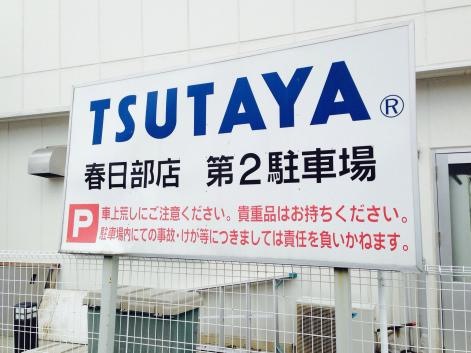 TSUTAYA®
春日部店 第2駐車場
P 車上荒しにご注意ください。貴重品はお持ちください。
駐車場内にての事故・けが等につきましては責任を負いかねます。